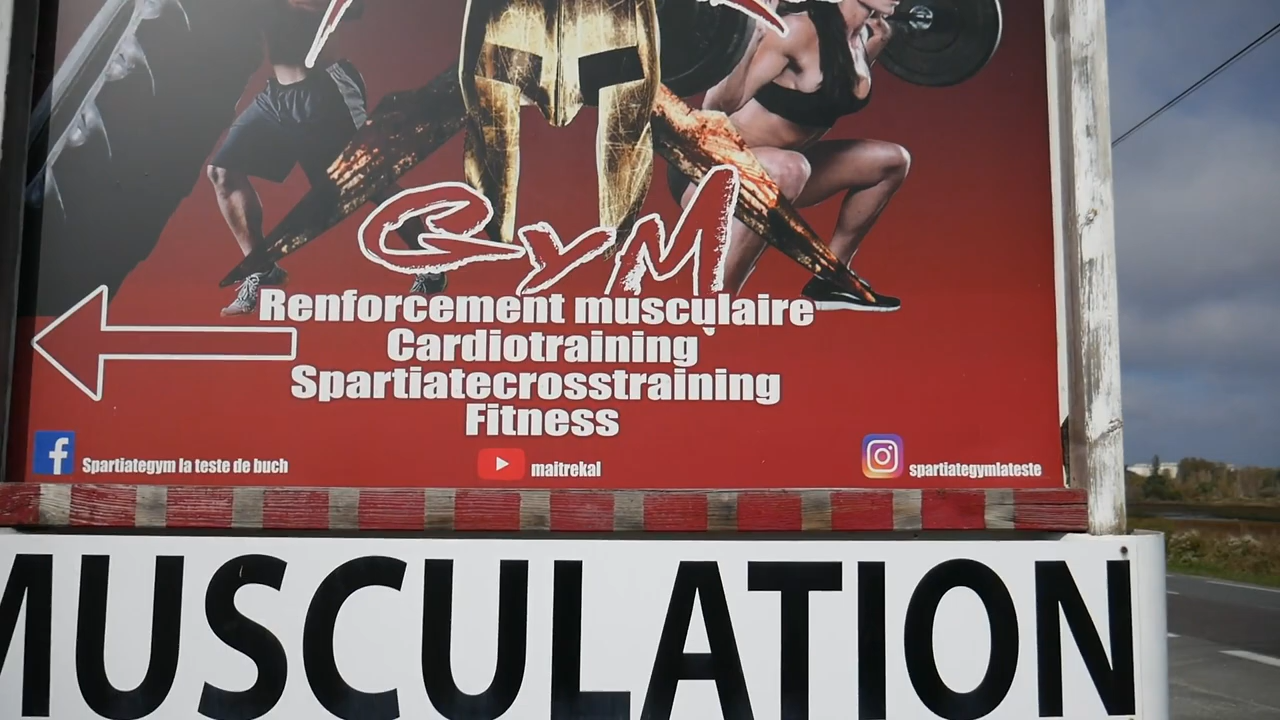 GYM
Renforcement musculaire
Cardiotraining
Spartiatecrosstraining
Fitness
Spartiategym la teste de buch
maitrekal
spartiategymlateste
MUSCULATION